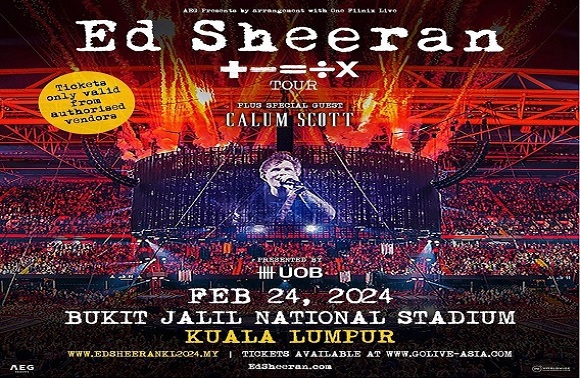 AEG Presents by arrangement with One Fiinix Live
Ed Sheeran
+-=÷x
TOUR
Tickets
only valid
from
authorised
vendors
PLUS SPECIAL GUEST
CALUM SCOTT
PRESENTED BY
UOB
FEB 24, 2024
BUKIT JALIL NATIONAL STADIUM
KUALA LUMPUR
WWW.EDSHEERANKL2024.MY | TICKETS AVAILABLE AT WWW.GOLIVE-ASIA.COM
AEG
EdSheeran.com